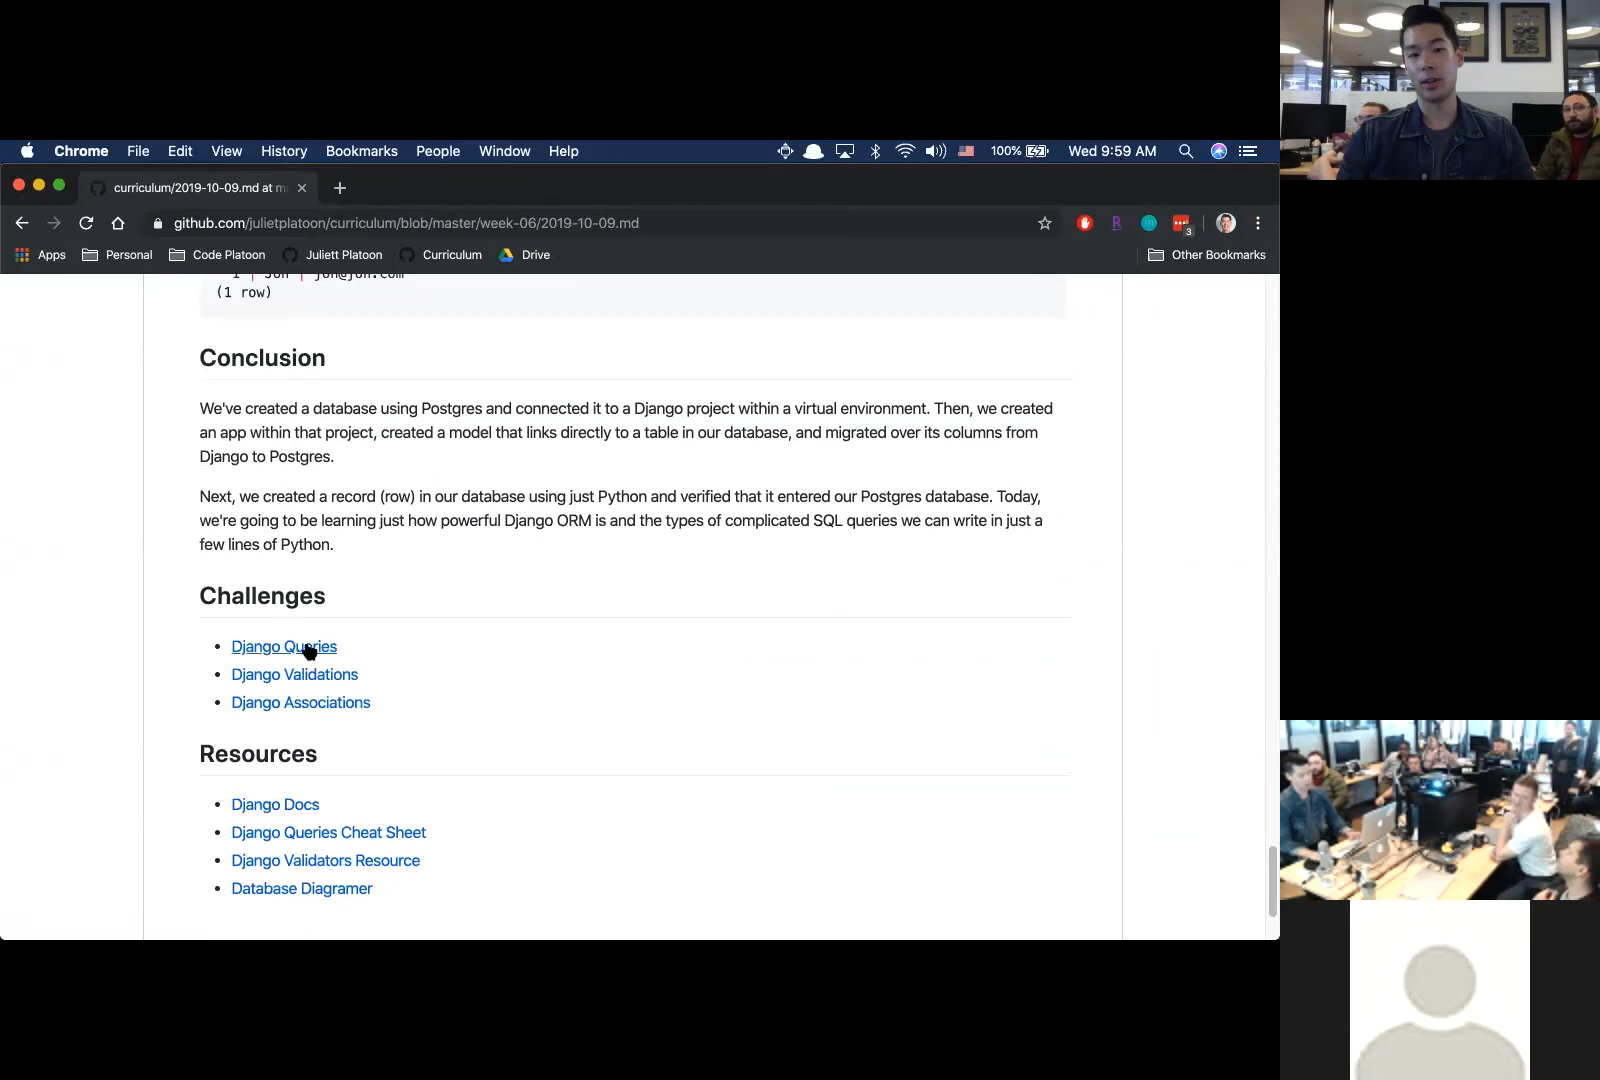 Chrome File Edit View History Bookmarks People Window Help 100% Wed 9:59 AM
curriculum/2019-10-09.md at m
github.com/julietplatoon/curriculum/blob/master/week-06/2019-10-09.md
3
Apps Personal Code Platoon Juliett Platoon Curriculum Drive Other Bookmarks
1 | Jon | jon@jon.com
(1 row)
Conclusion
We've created a database using Postgres and connected it to a Django project within a virtual environment. Then, we created
an app within that project, created a model that links directly to a table in our database, and migrated over its columns from
Django to Postgres.
Next, we created a record (row) in our database using just Python and verified that it entered our Postgres database. Today,
we're going to be learning just how powerful Django ORM is and the types of complicated SQL queries we can write in just a
few lines of Python.
Challenges
Django Queries
Django Validations
Django Associations
Resources
Django Docs
Django Queries Cheat Sheet
Django Validators Resource
Database Diagramer